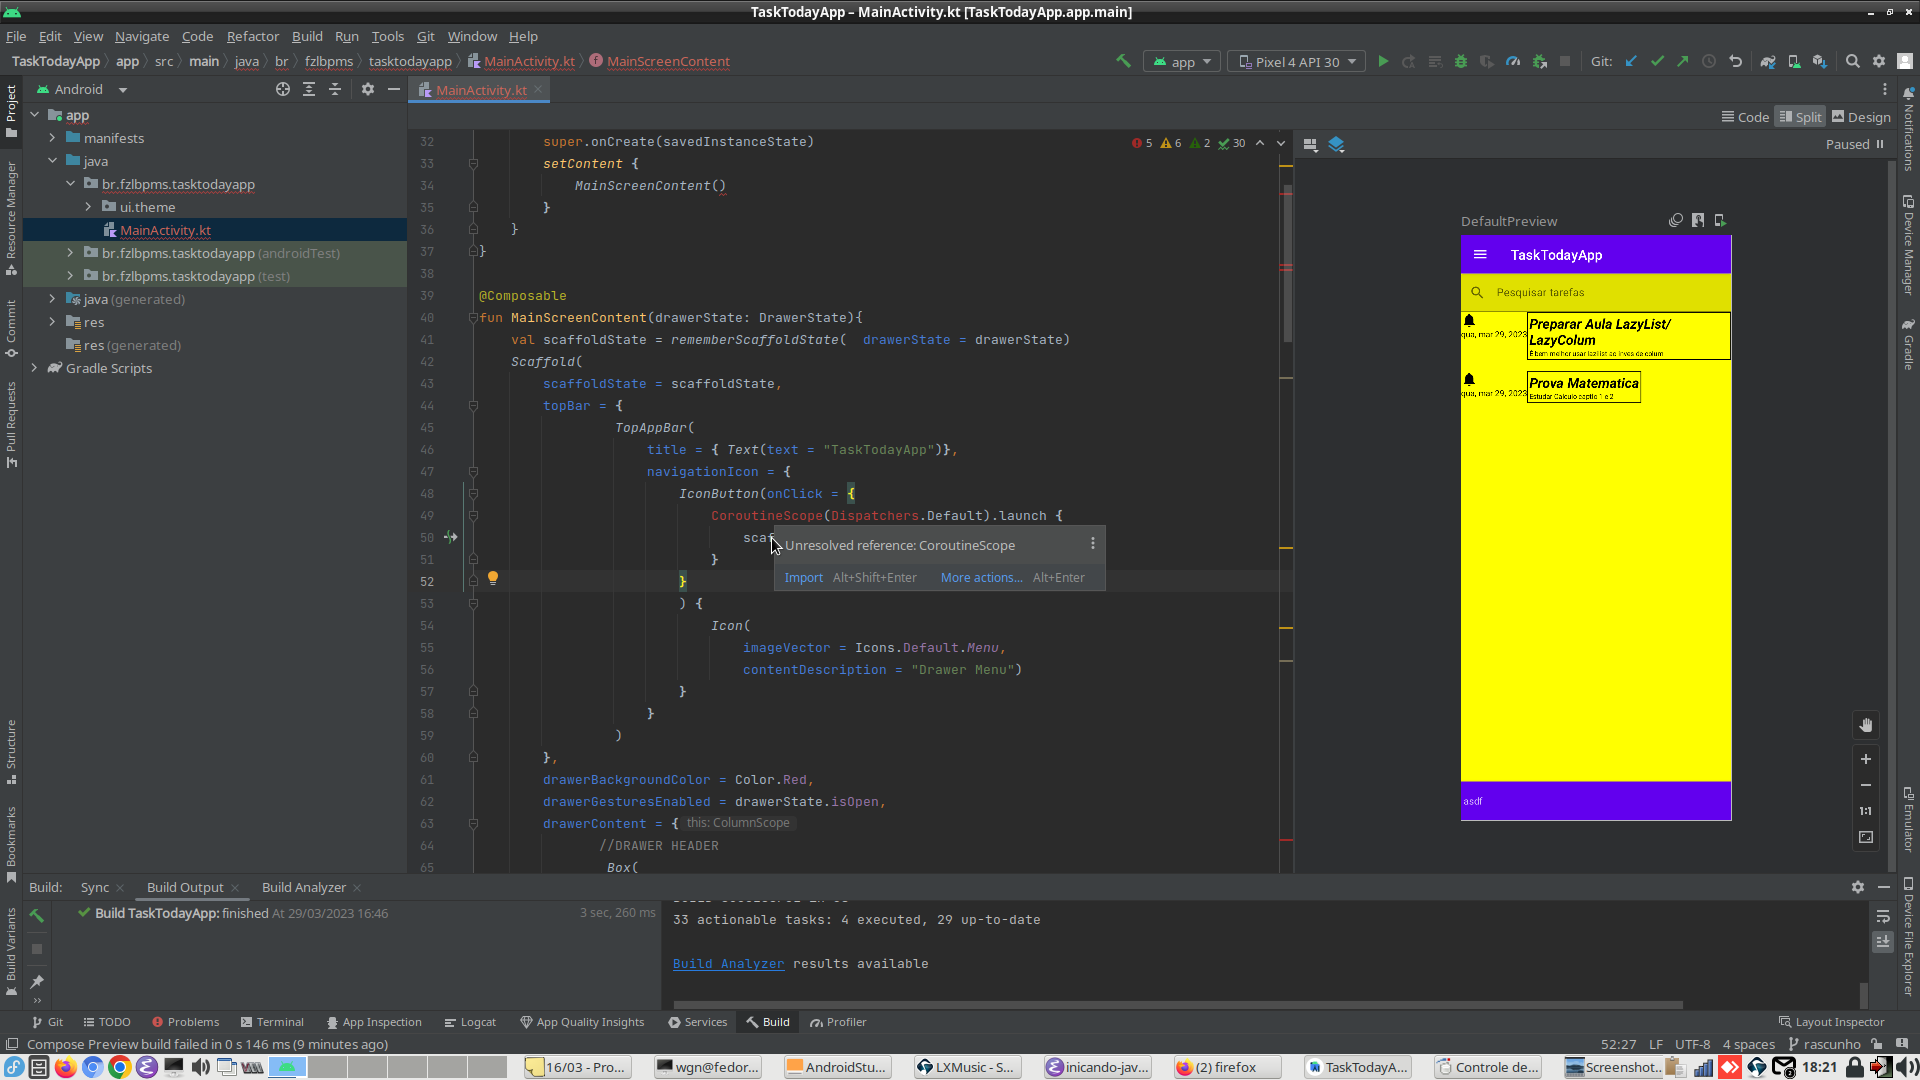 TaskTodayApp – MainActivity.kt [TaskTodayApp.app.main]
File Edit View Navigate Code Refactor Build Run Tools Git Window Help
TaskTodayApp app src main java br fzlbpms tasktodayapp MainActivity.kt MainScreenContent
app Pixel 4 API 30 Git:
Android
MainActivity.kt
Code Split Design
Paused
Project
Resource Manager
Commit
Pull Requests
Structure
Bookmarks
Build Variants
app
manifests
java
br.fzlbpms.tasktodayapp
ui.theme
MainActivity.kt
br.fzlbpms.tasktodayapp (androidTest)
br.fzlbpms.tasktodayapp (test)
java (generated)
res
res (generated)
Gradle Scripts
5 6 2 30
32 super.onCreate(savedInstanceState)
33 setContent {
34 MainScreenContent()
35 }
36 }
37 }
38
39 @Composable
40 fun MainScreenContent(drawerState: DrawerState){
41 val scaffoldState = rememberScaffoldState( drawerState = drawerState)
42 Scaffold(
43 scaffoldState = scaffoldState,
44 topBar = {
45 TopAppBar(
46 title = { Text(text = "TaskTodayApp")},
47 navigationIcon = {
48 IconButton(onClick = {
49 CoroutineScope(Dispatchers.Default).launch {
50 scaf
51 }
52 }
53 ) {
54 Icon(
55 imageVector = Icons.Default.Menu,
56 contentDescription = "Drawer Menu")
57 }
58 }
59 )
60 },
61 drawerBackgroundColor = Color.Red,
62 drawerGesturesEnabled = drawerState.isOpen,
63 drawerContent = { this: ColumnScope
64 //DRAWER HEADER
65 Box(
Unresolved reference: CoroutineScope
Import Alt+Shift+Enter More actions... Alt+Enter
DefaultPreview
TaskTodayApp
Pesquisar tarefas
qua, mar 29, 2023
Preparar Aula LazyList/
LazyColum
É bem melhor usar lazilist ao inves de colum
qua, mar 29, 2023
Prova Matematica
Estudar Calculo captlo 1 e 2
asdf
1:1
Notifications
Device Manager
Gradle
Emulator
Device File Explorer
Build: Sync Build Output Build Analyzer
Build TaskTodayApp: finished At 29/03/2023 16:46 3 sec, 260 ms
33 actionable tasks: 4 executed, 29 up-to-date
Build Analyzer results available
Git TODO Problems Terminal App Inspection Logcat App Quality Insights Services Build Profiler Layout Inspector
Compose Preview build failed in 0 s 146 ms (9 minutes ago)
52:27 LF UTF-8 4 spaces rascunho
16/03 - Pro... wgn@fedor... AndroidStu... LXMusic - S... inicando-jav... (2) firefox TaskTodayA... Controle de... Screenshot... 18:21